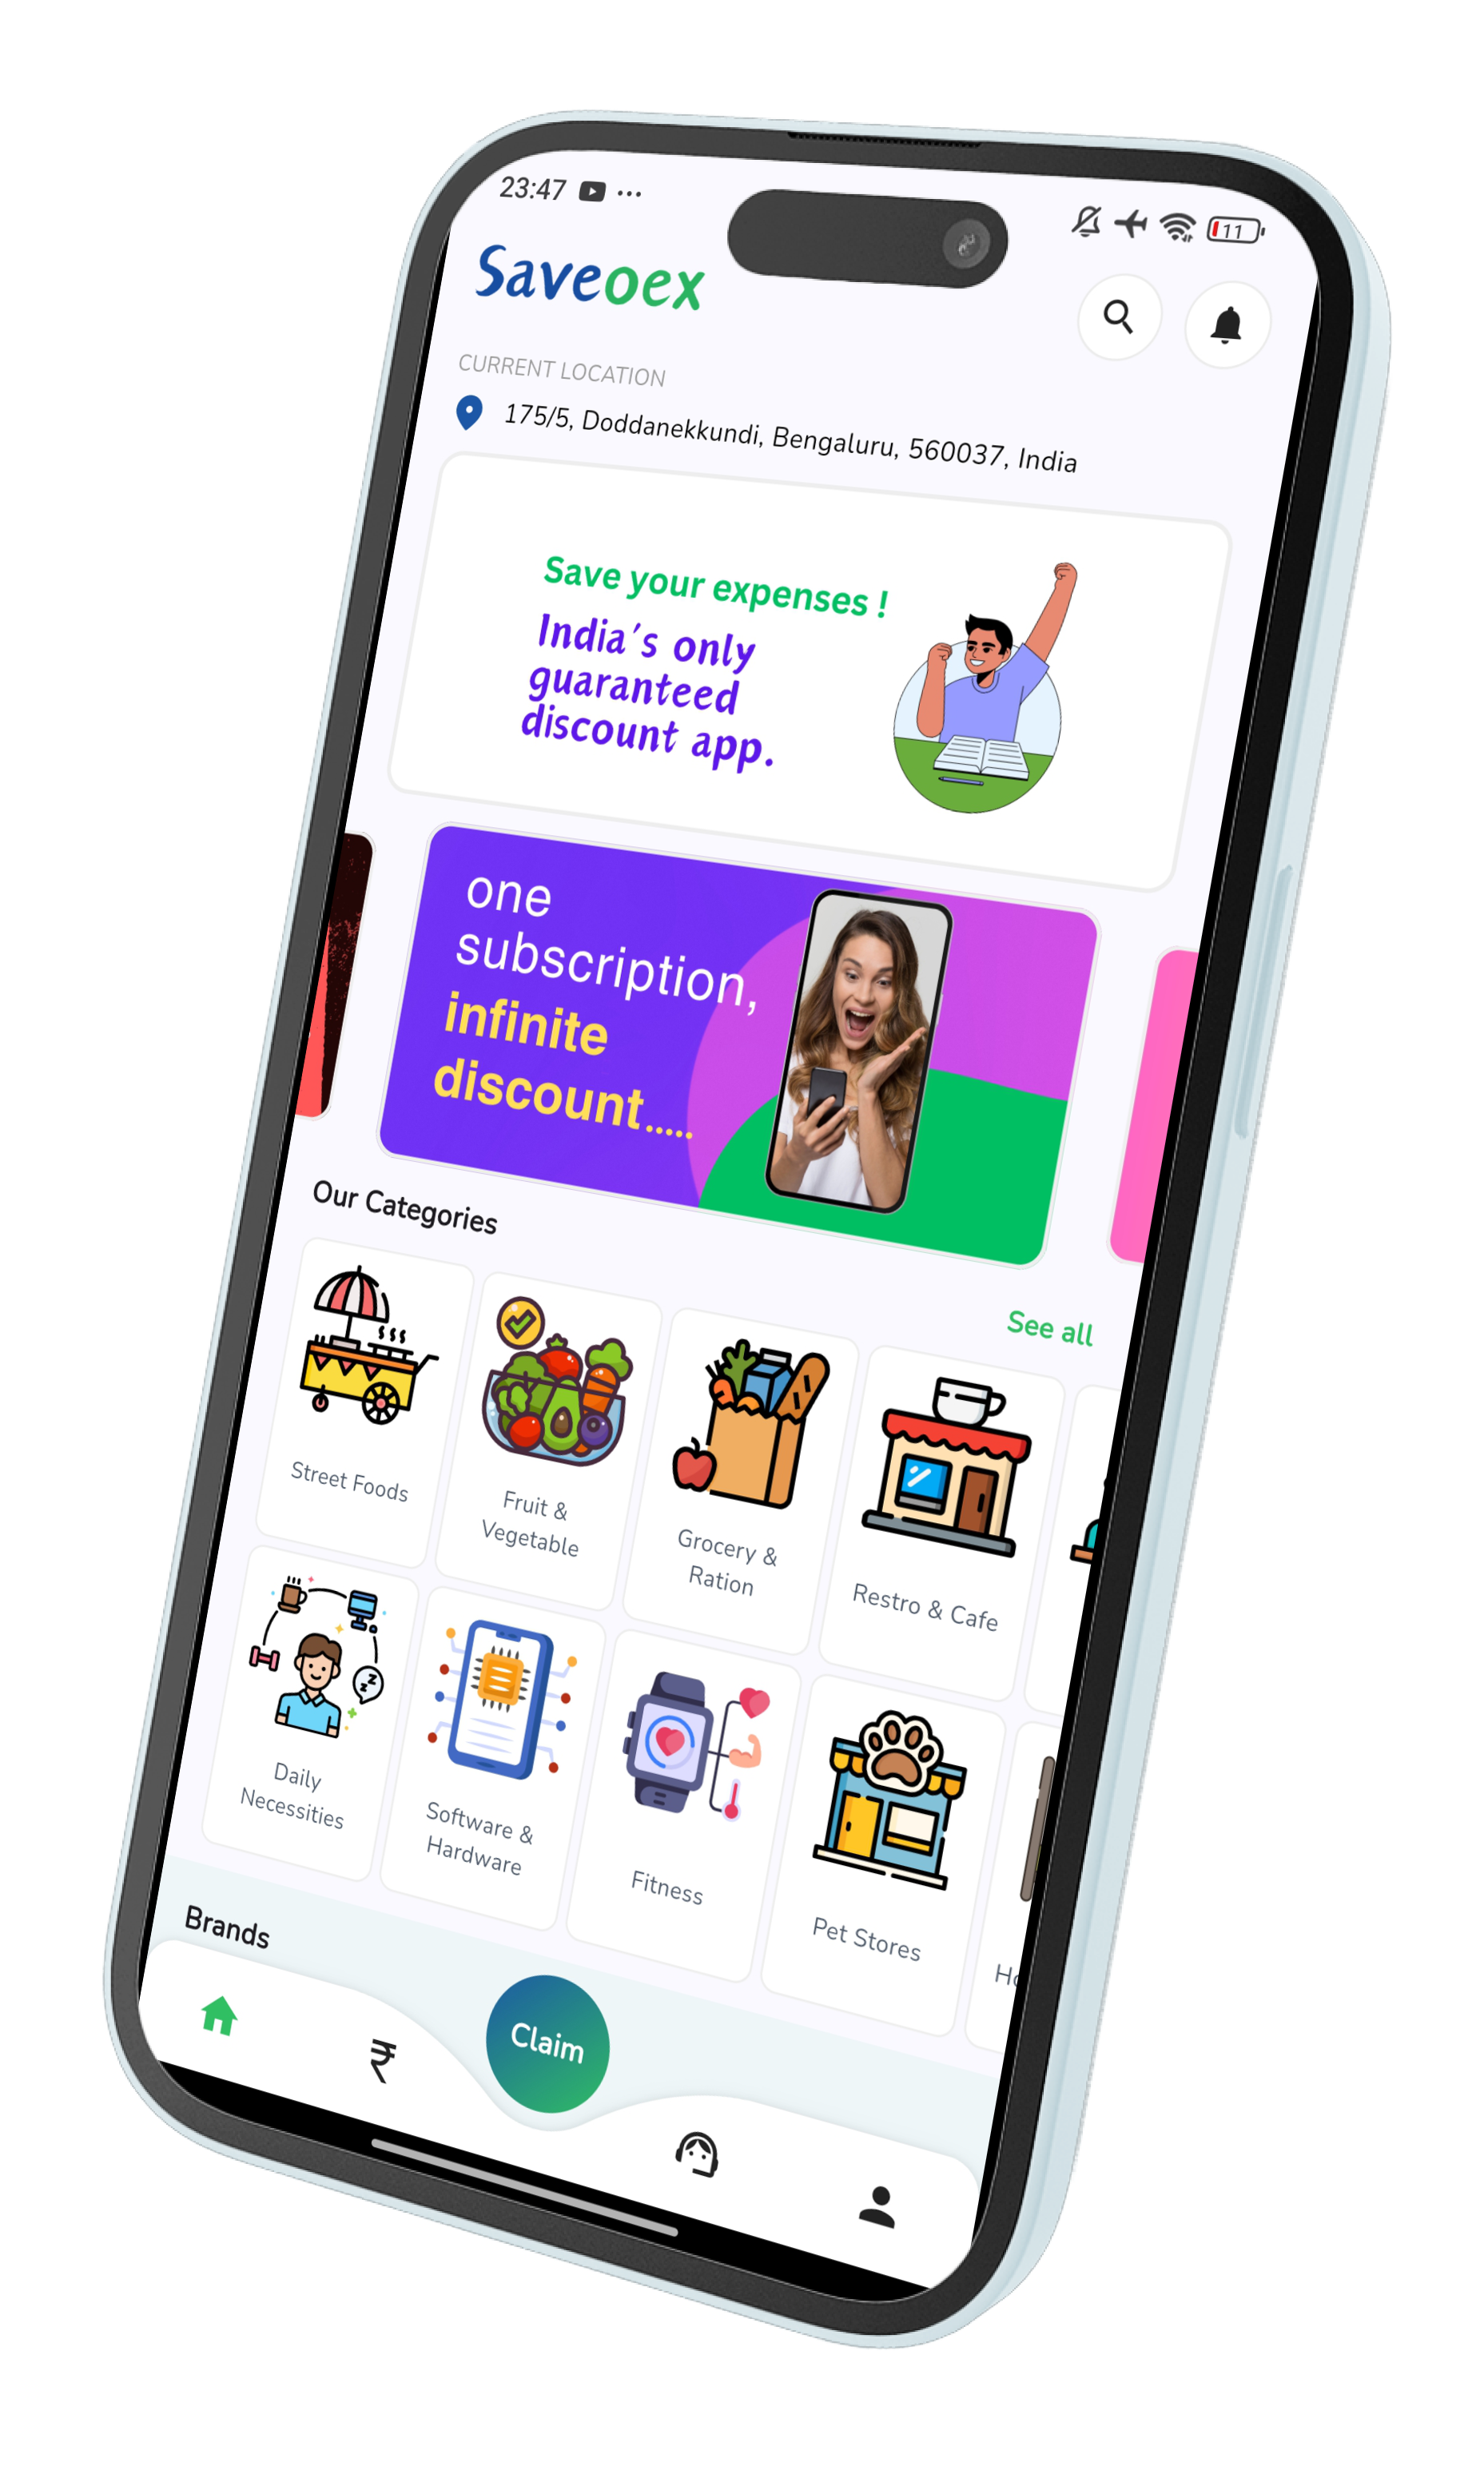 23:47
11
Saveoex
CURRENT LOCATION
175/5, Doddanekkundi, Bengaluru, 560037, India
Save your expenses !
India's only
guaranteed
discount app.
one
subscription,
infinite
discount.....
Our Categories
See all
Street Foods
Fruit &
Vegetable
Grocery &
Ration
Restro & Cafe
Daily
Necessities
Software &
Hardware
Fitness
Pet Stores
Brands
Claim
₹